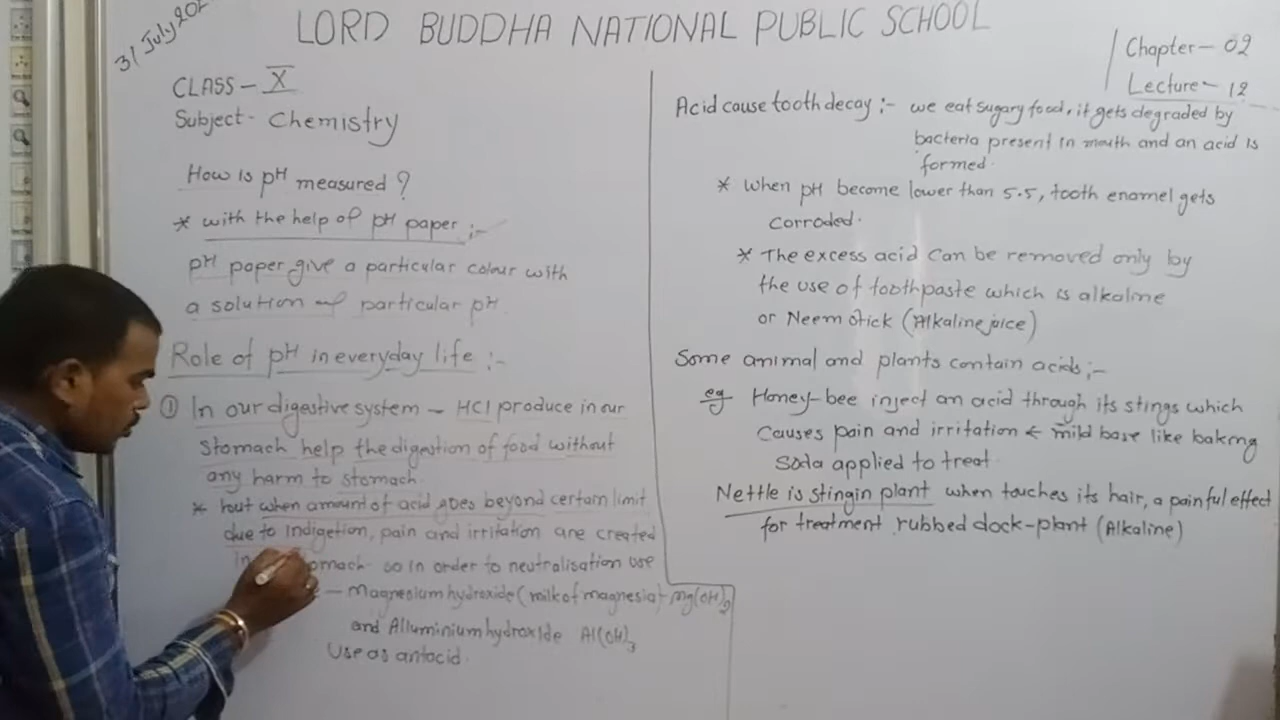 31 July 202
LORD BUDDHA NATIONAL PUBLIC SCHOOL
Chapter - 02
Lecture - 12
CLASS - X
Subject - Chemistry
How is pH measured?
* with the help of pH paper :-
pH paper give a particular colour with
a solution of particular pH.
Role of pH in everyday life :-
① In our digestive system - HCl produce in our
Stomach help the digestion of food without
any harm to stomach.
* but when amount of acid goes beyond certain limit
due to indigetion, pain and irritation are created
so in order to neutralisation use
- Magnesium hydroxide (milk of magnesia) - Mg(OH)2
and Alluminium hydroxide Al(OH)3
Use as antacid.
Acid cause tooth decay :- we eat sugary food, it gets degraded by
bacteria present in mouth and an acid is
formed.
* When pH become lower than 5.5, tooth enamel gets
corroded.
* The excess acid can be removed only by
the use of toothpaste which is alkaline
or Neem stick (Alkaline joice)
Some animal and plants contain acids :-
eg Honey-bee inject an acid through its stings which
causes pain and irritation ← mild base like baking
soda applied to treat
Nettle is stingin plant when touches its hair, a painful effect
for treatment rubbed dock-plant (Alkaline)